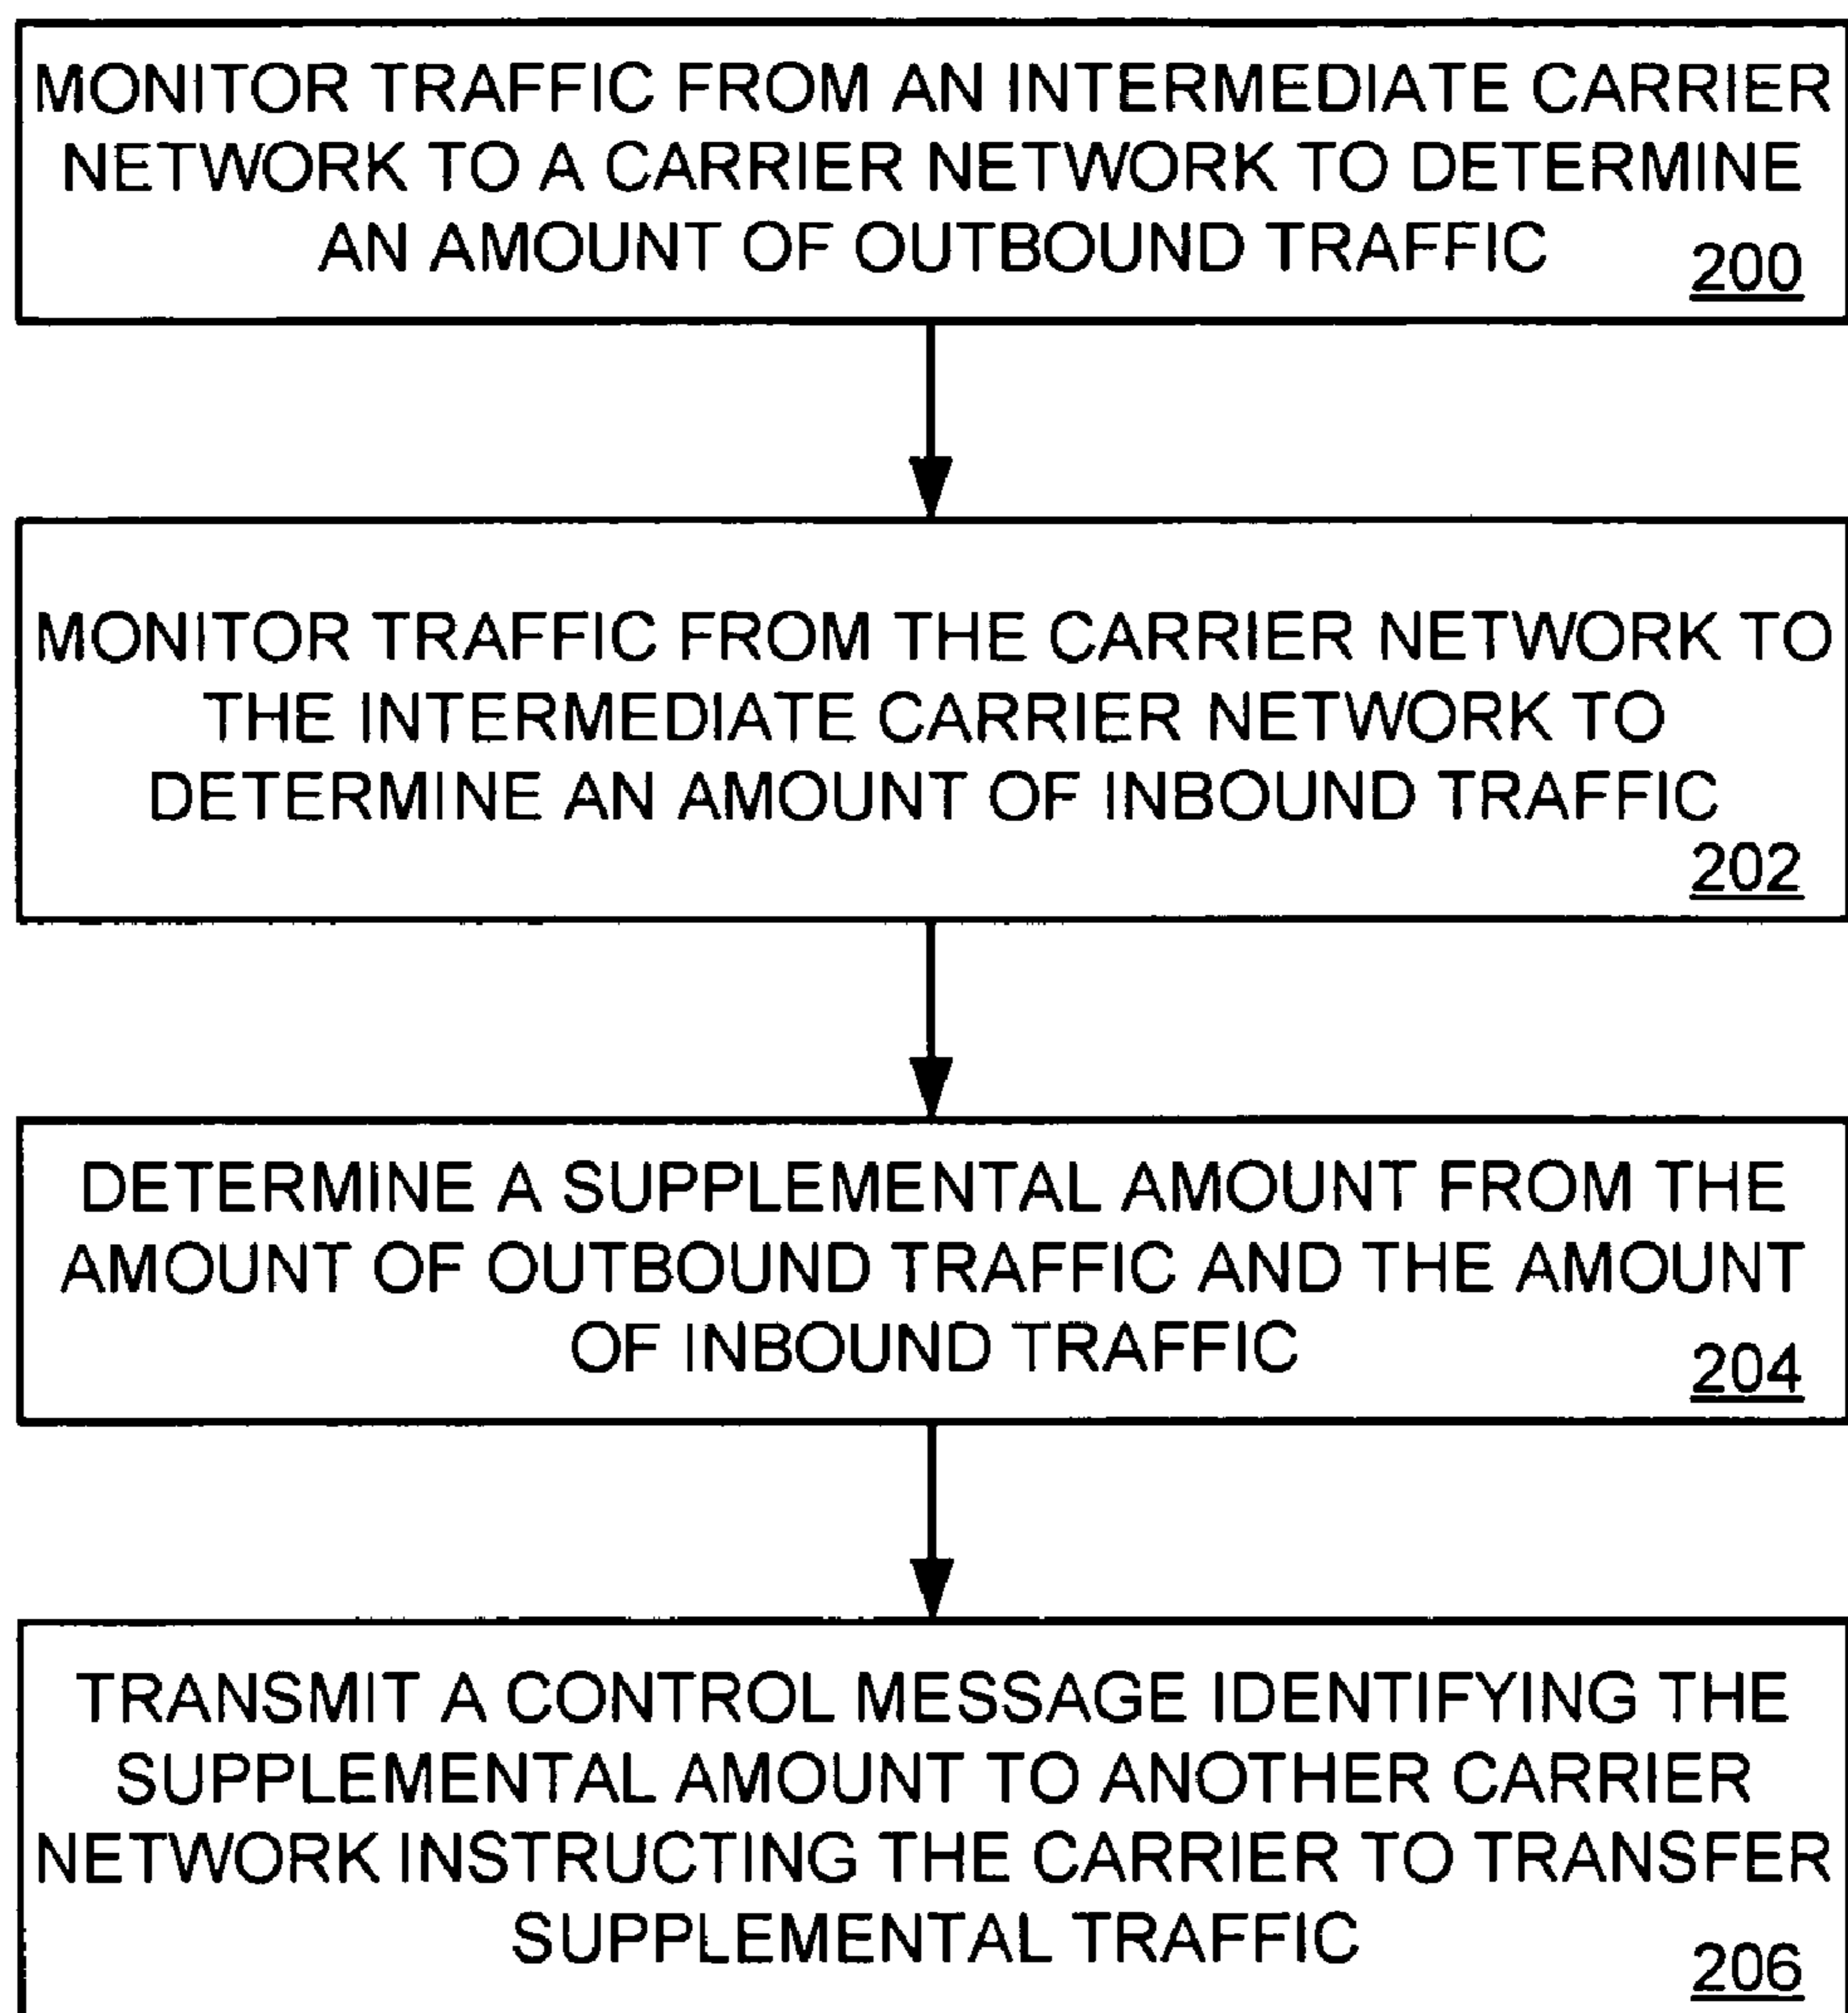 MONITOR TRAFFIC FROM AN INTERMEDIATE CARRIER
NETWORK TO A CARRIER NETWORK TO DETERMINE
AN AMOUNT OF OUTBOUND TRAFFIC
200
MONITOR TRAFFIC FROM THE CARRIER NETWORK TO
THE INTERMEDIATE CARRIER NETWORK TO
DETERMINE AN AMOUNT OF INBOUND TRAFFIC
202
DETERMINE A SUPPLEMENTAL AMOUNT FROM THE
AMOUNT OF OUTBOUND TRAFFIC AND THE AMOUNT
OF INBOUND TRAFFIC
204
TRANSMIT A CONTROL MESSAGE IDENTIFYING THE
SUPPLEMENTAL AMOUNT TO ANOTHER CARRIER
NETWORK INSTRUCTING THE CARRIER TO TRANSFER
SUPPLEMENTAL TRAFFIC
206